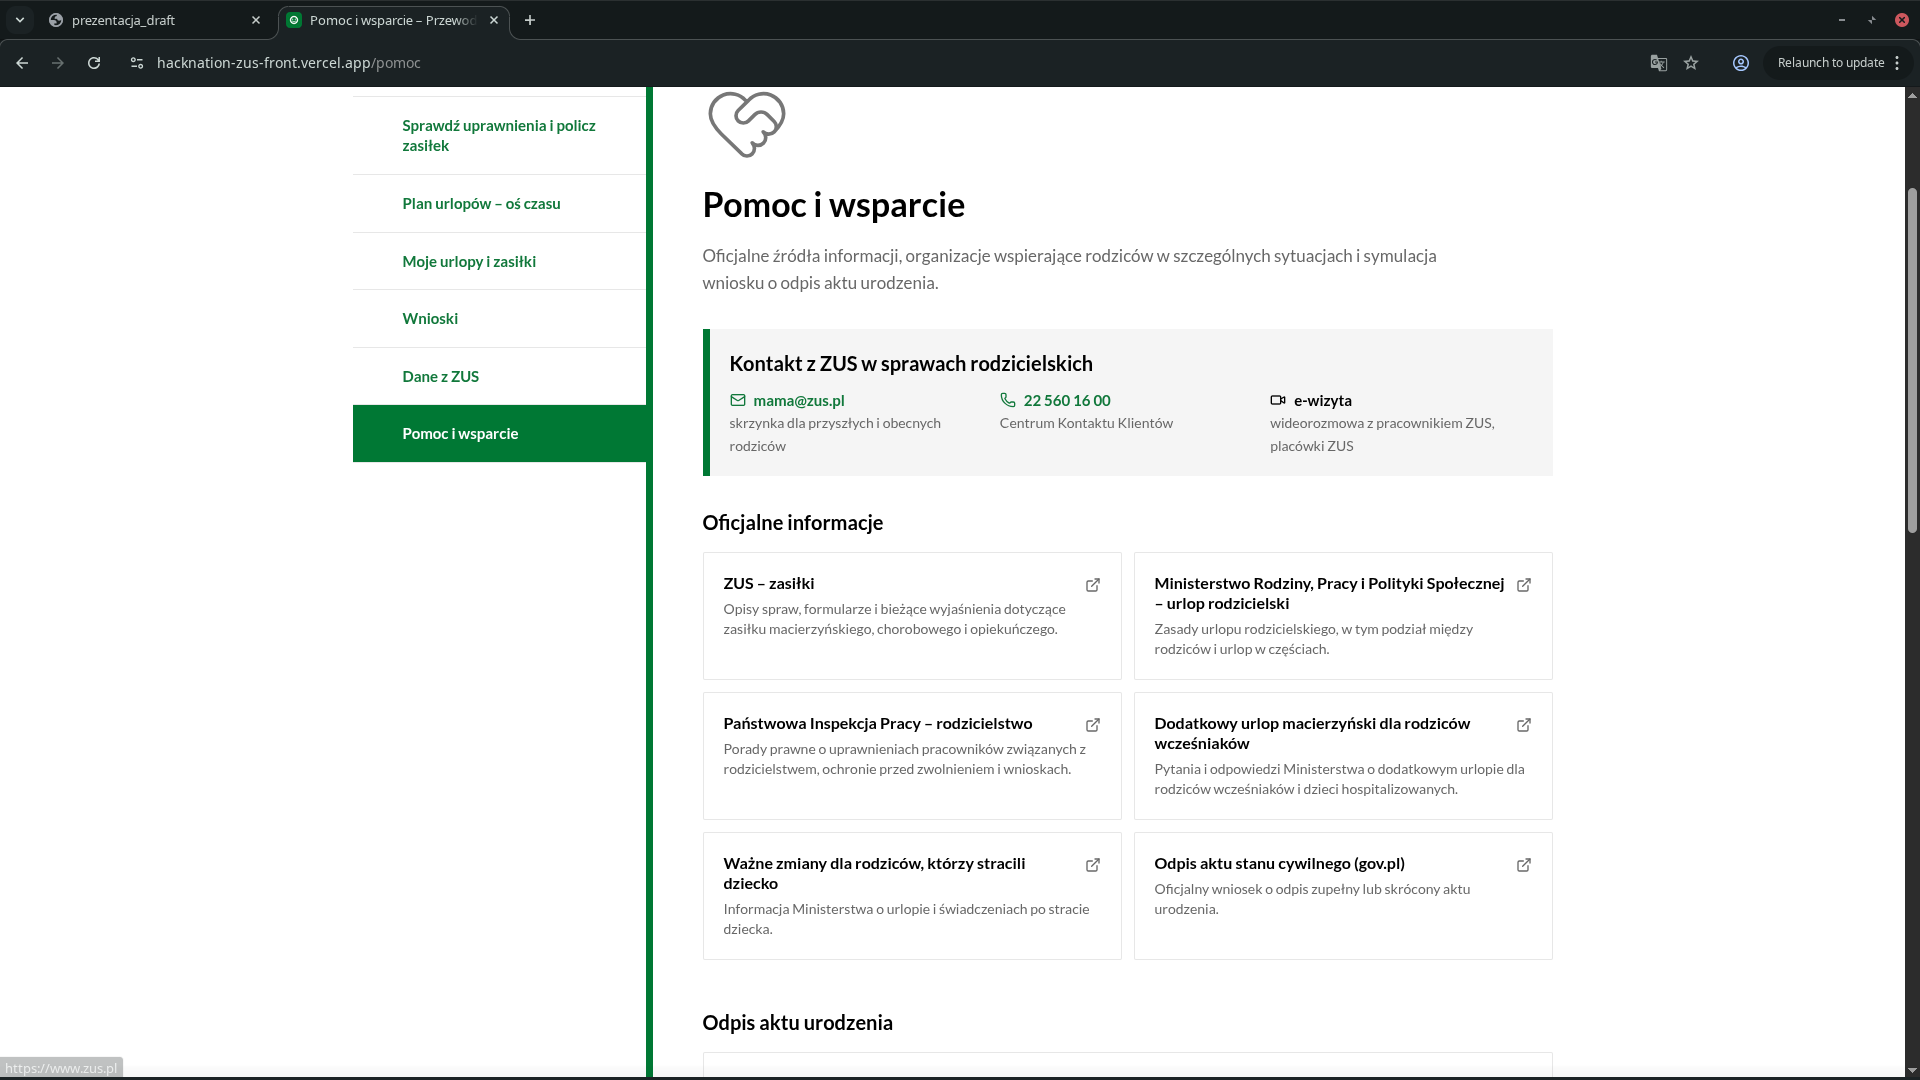 prezentacja_draft
Pomoc i wsparcie – Przewod
hacknation-zus-front.vercel.app/pomoc
Relaunch to update
Sprawdź uprawnienia i policz
zasiłek
Plan urlopów – oś czasu
Moje urlopy i zasiłki
Wnioski
Dane z ZUS
Pomoc i wsparcie
Pomoc i wsparcie
Oficjalne źródła informacji, organizacje wspierające rodziców w szczególnych sytuacjach i symulacja
wniosku o odpis aktu urodzenia.
Kontakt z ZUS w sprawach rodzicielskich
mama@zus.pl
skrzynka dla przyszłych i obecnych
rodziców
22 560 16 00
Centrum Kontaktu Klientów
e-wizyta
wideorozmowa z pracownikiem ZUS,
placówki ZUS
Oficjalne informacje
ZUS – zasiłki
Opisy spraw, formularze i bieżące wyjaśnienia dotyczące
zasiłku macierzyńskiego, chorobowego i opiekuńczego.
Ministerstwo Rodziny, Pracy i Polityki Społecznej
– urlop rodzicielski
Zasady urlopu rodzicielskiego, w tym podział między
rodziców i urlop w częściach.
Państwowa Inspekcja Pracy – rodzicielstwo
Porady prawne o uprawnieniach pracowników związanych z
rodzicielstwem, ochronie przed zwolnieniem i wnioskach.
Dodatkowy urlop macierzyński dla rodziców
wcześniaków
Pytania i odpowiedzi Ministerstwa o dodatkowym urlopie dla
rodziców wcześniaków i dzieci hospitalizowanych.
Ważne zmiany dla rodziców, którzy stracili
dziecko
Informacja Ministerstwa o urlopie i świadczeniach po stracie
dziecka.
Odpis aktu stanu cywilnego (gov.pl)
Oficjalny wniosek o odpis zupełny lub skrócony aktu
urodzenia.
Odpis aktu urodzenia
https://www.zus.pl